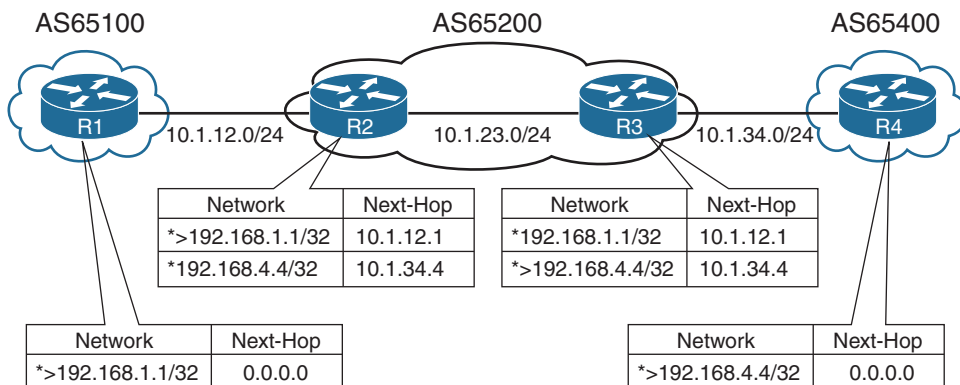 AS65100
AS65200
AS65400
R1
R2
R3
R4
10.1.12.0/24
10.1.23.0/24
10.1.34.0/24
Network Next-Hop
*>192.168.1.1/32 10.1.12.1
*192.168.4.4/32 10.1.34.4
Network Next-Hop
*192.168.1.1/32 10.1.12.1
*>192.168.4.4/32 10.1.34.4
Network Next-Hop
*>192.168.1.1/32 0.0.0.0
Network Next-Hop
*>192.168.4.4/32 0.0.0.0